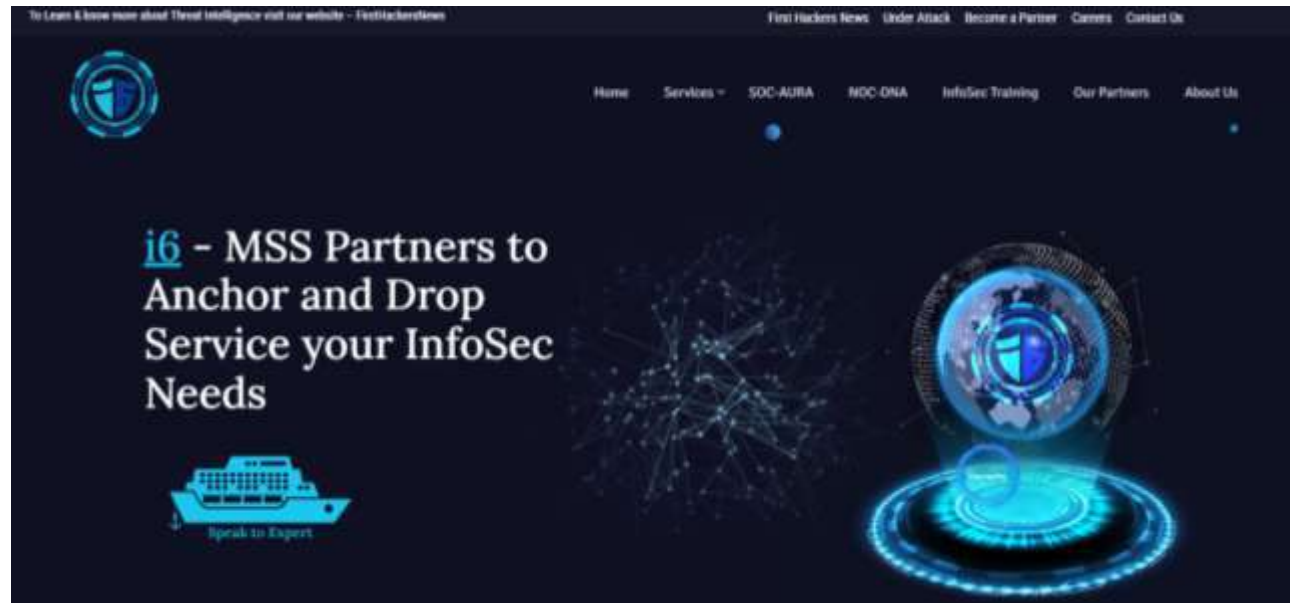 To Learn & know more about Threat Intelligence visit our website - FirstHackersNews
First Hackers News Under Attack Become a Partner Careers Contact Us
Home Services SOC-AURA NOC-DNA InfoSec Training Our Partners About Us
i6 - MSS Partners to
Anchor and Drop
Service your InfoSec
Needs
Speak to Expert